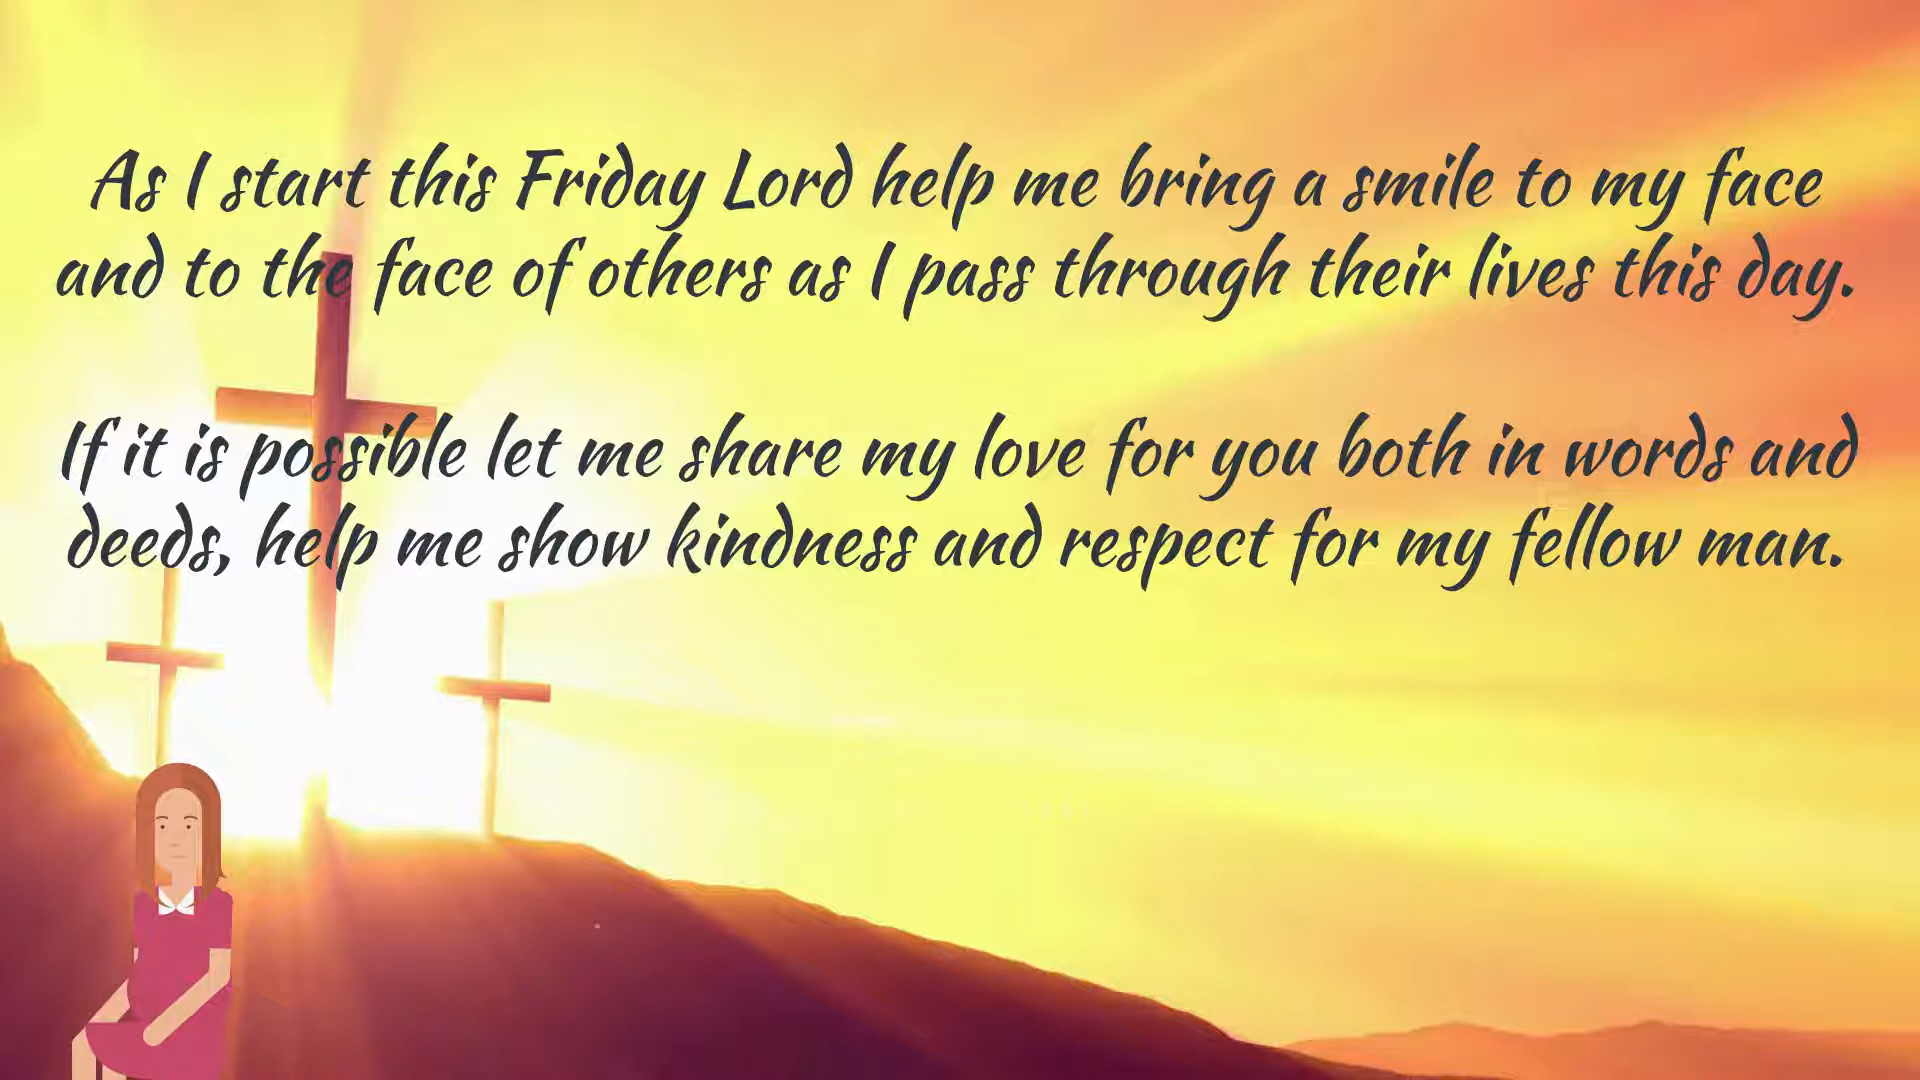 As I start this Friday Lord help me bring a smile to my face
and to the face of others as I pass through their lives this day.
If it is possible let me share my love for you both in words and
deeds, help me show kindness and respect for my fellow man.